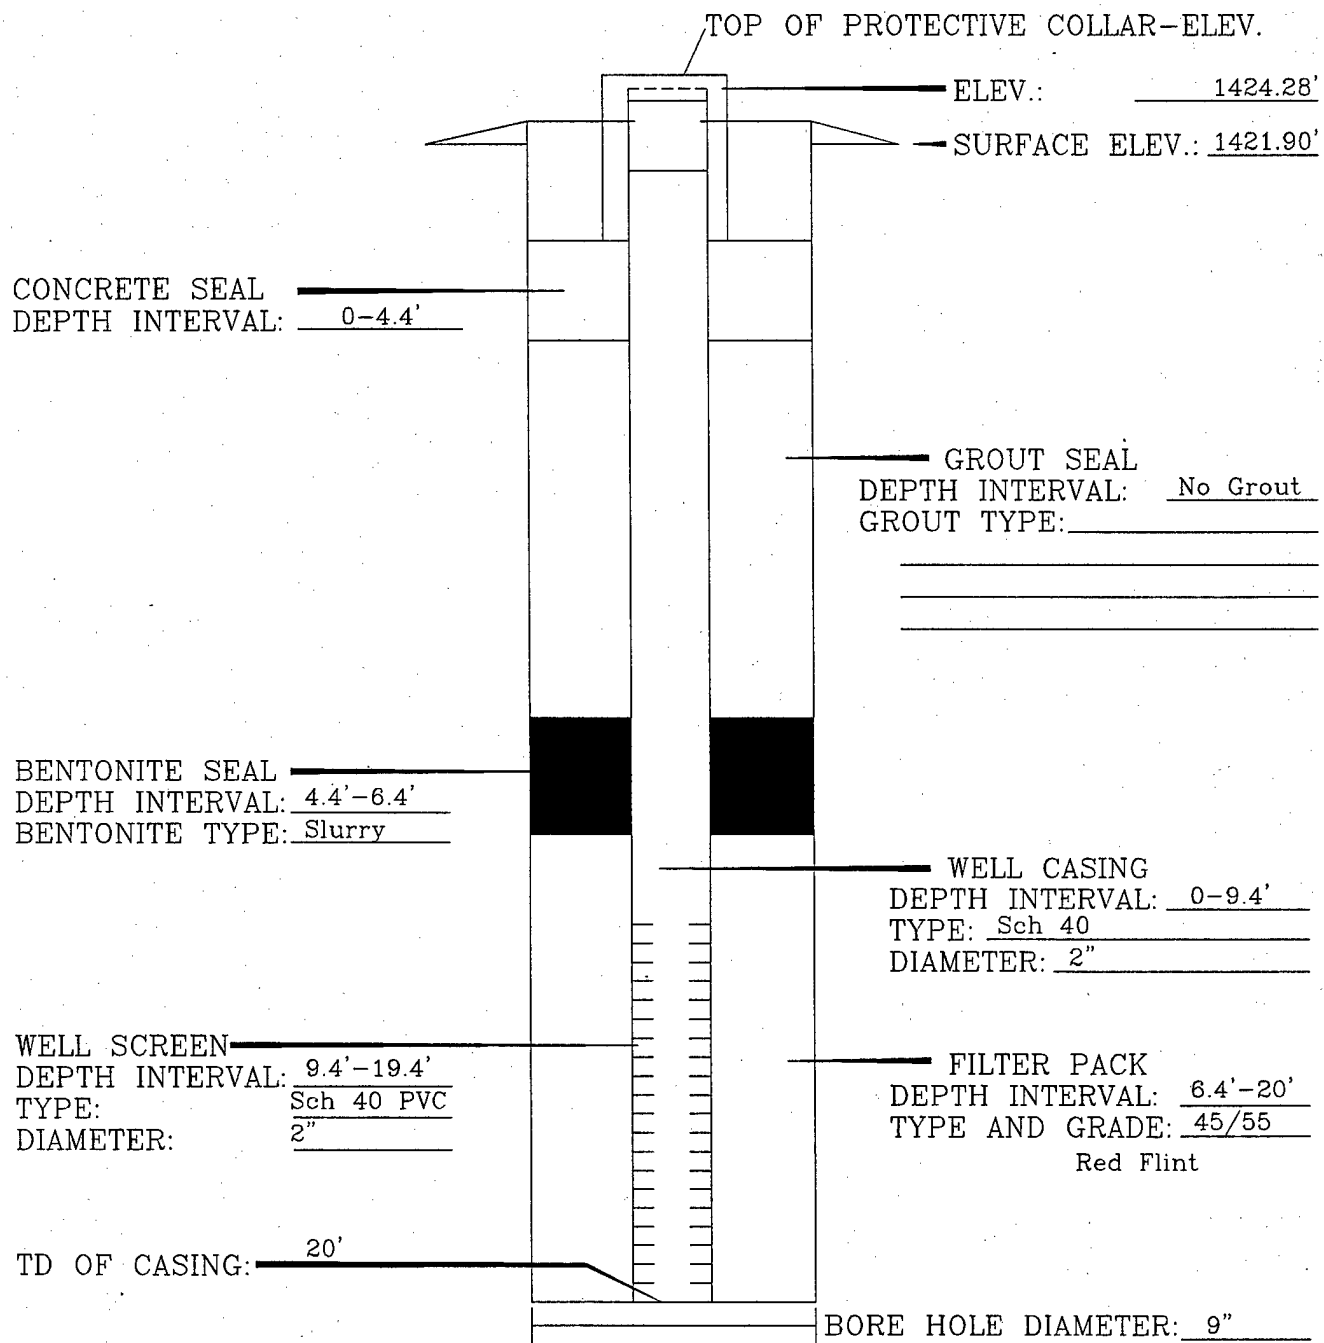 TOP OF PROTECTIVE COLLAR-ELEV.
ELEV.: 1424.28'
SURFACE ELEV.: 1421.90'
CONCRETE SEAL
DEPTH INTERVAL: 0-4.4'
GROUT SEAL
DEPTH INTERVAL: No Grout
GROUT TYPE:
BENTONITE SEAL
DEPTH INTERVAL: 4.4'-6.4'
BENTONITE TYPE: Slurry
WELL CASING
DEPTH INTERVAL: 0-9.4'
TYPE: Sch 40
DIAMETER: 2"
WELL SCREEN
DEPTH INTERVAL: 9.4'-19.4'
TYPE: Sch 40 PVC
DIAMETER: 2"
FILTER PACK
DEPTH INTERVAL: 6.4'-20'
TYPE AND GRADE: 45/55
Red Flint
TD OF CASING: 20'
BORE HOLE DIAMETER: 9"